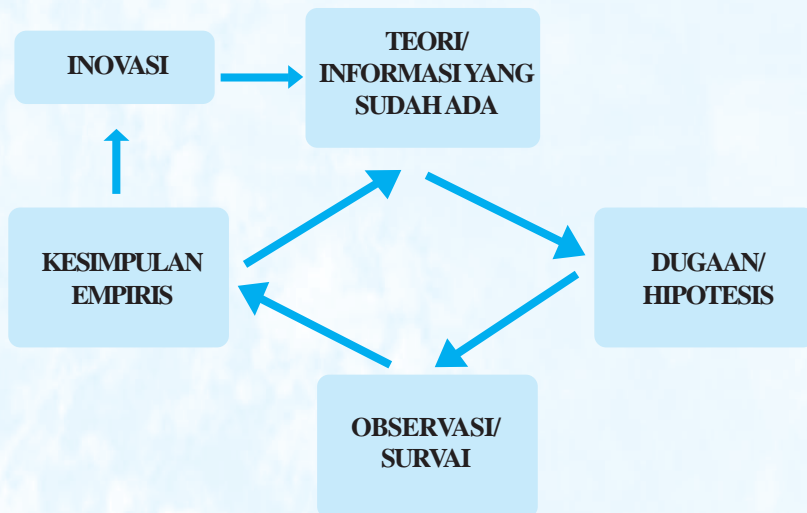 INOVASI
TEORI/
INFORMASI YANG
SUDAH ADA
KESIMPULAN
EMPIRIS
DUGAAN/
HIPOTESIS
OBSERVASI/
SURVAI